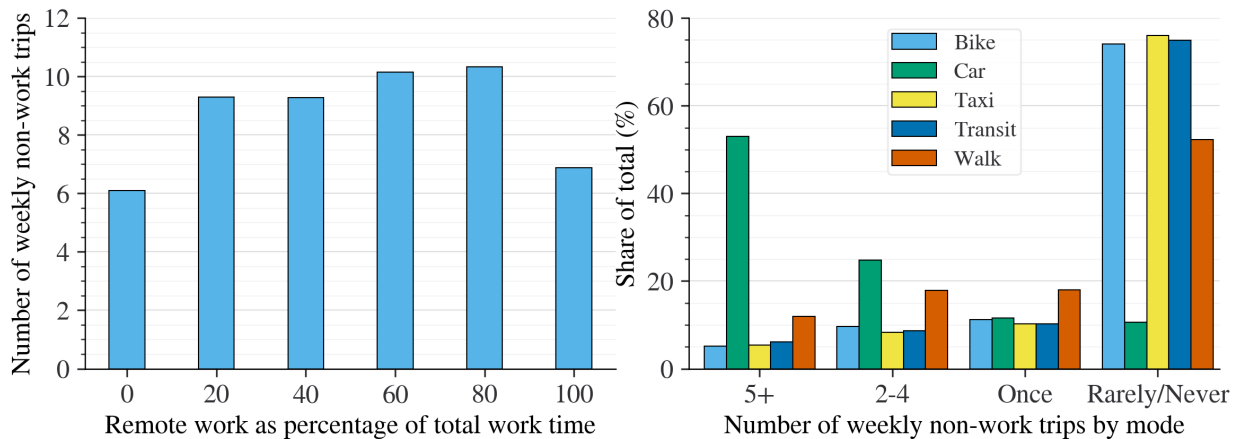 Number of weekly non-work trips
12
10
8
6
4
2
0
0 20 40 60 80 100
Remote work as percentage of total work time
Share of total (%)
80
60
40
20
0
Bike
Car
Taxi
Transit
Walk
5+ 2-4 Once Rarely/Never
Number of weekly non-work trips by mode